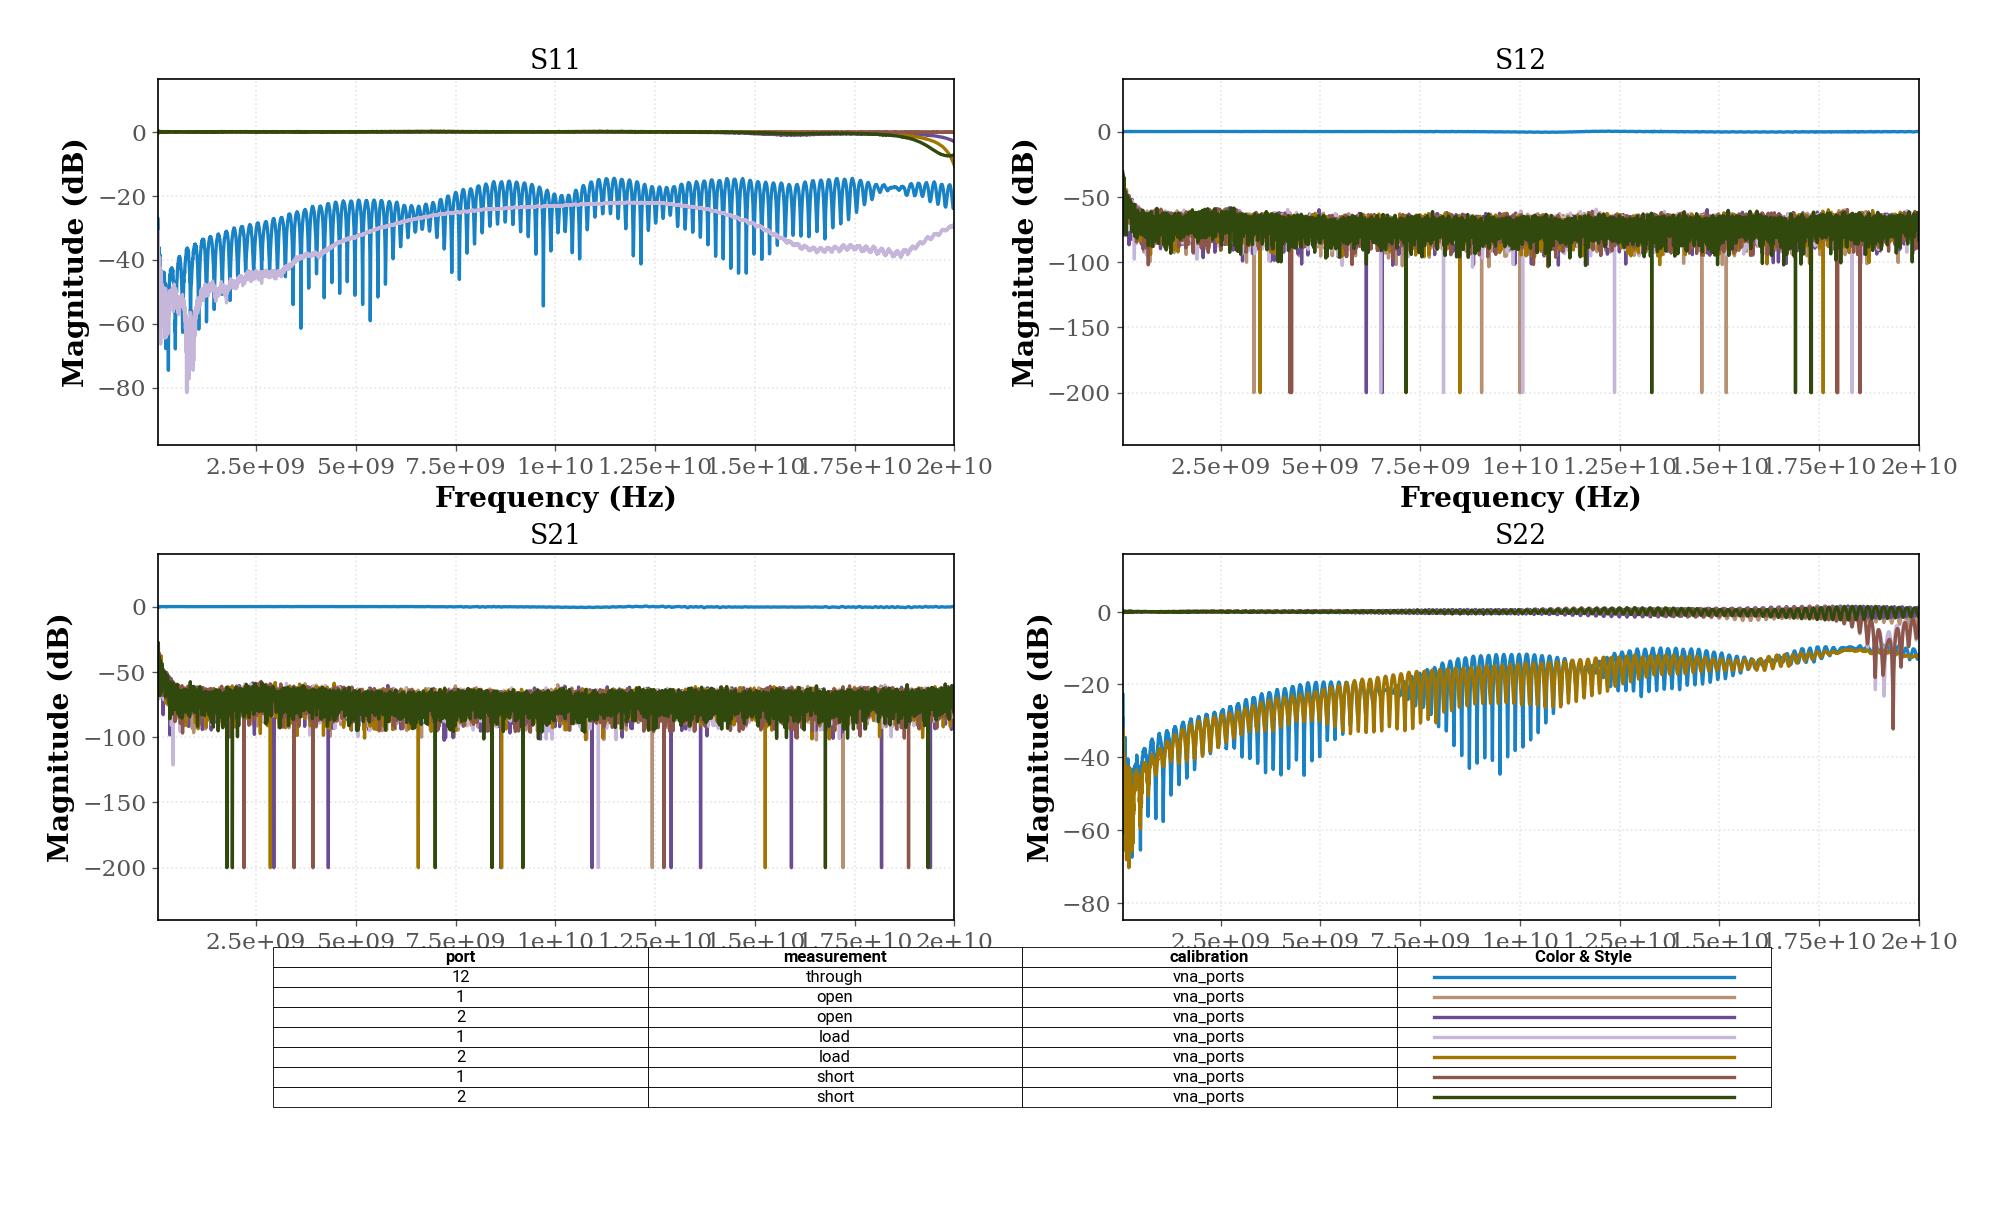 S11
S12
Magnitude (dB)
0
−20
−40
−60
−80
2.5e+09 5e+09 7.5e+09 1e+10 1.25e+10 1.5e+10 1.75e+10 2e+10
Frequency (Hz)
Magnitude (dB)
0
−50
−100
−150
−200
2.5e+09 5e+09 7.5e+09 1e+10 1.25e+10 1.5e+10 1.75e+10 2e+10
Frequency (Hz)
S21
S22
Magnitude (dB)
0
−50
−100
−150
−200
2.5e+09 5e+09 7.5e+09 1e+10 1.25e+10 1.5e+10 1.75e+10 2e+10
Magnitude (dB)
0
−20
−40
−60
−80
2.5e+09 5e+09 7.5e+09 1e+10 1.25e+10 1.5e+10 1.75e+10 2e+10
port measurement calibration Color & Style
12 through vna_ports
1 open vna_ports
2 open vna_ports
1 load vna_ports
2 load vna_ports
1 short vna_ports
2 short vna_ports